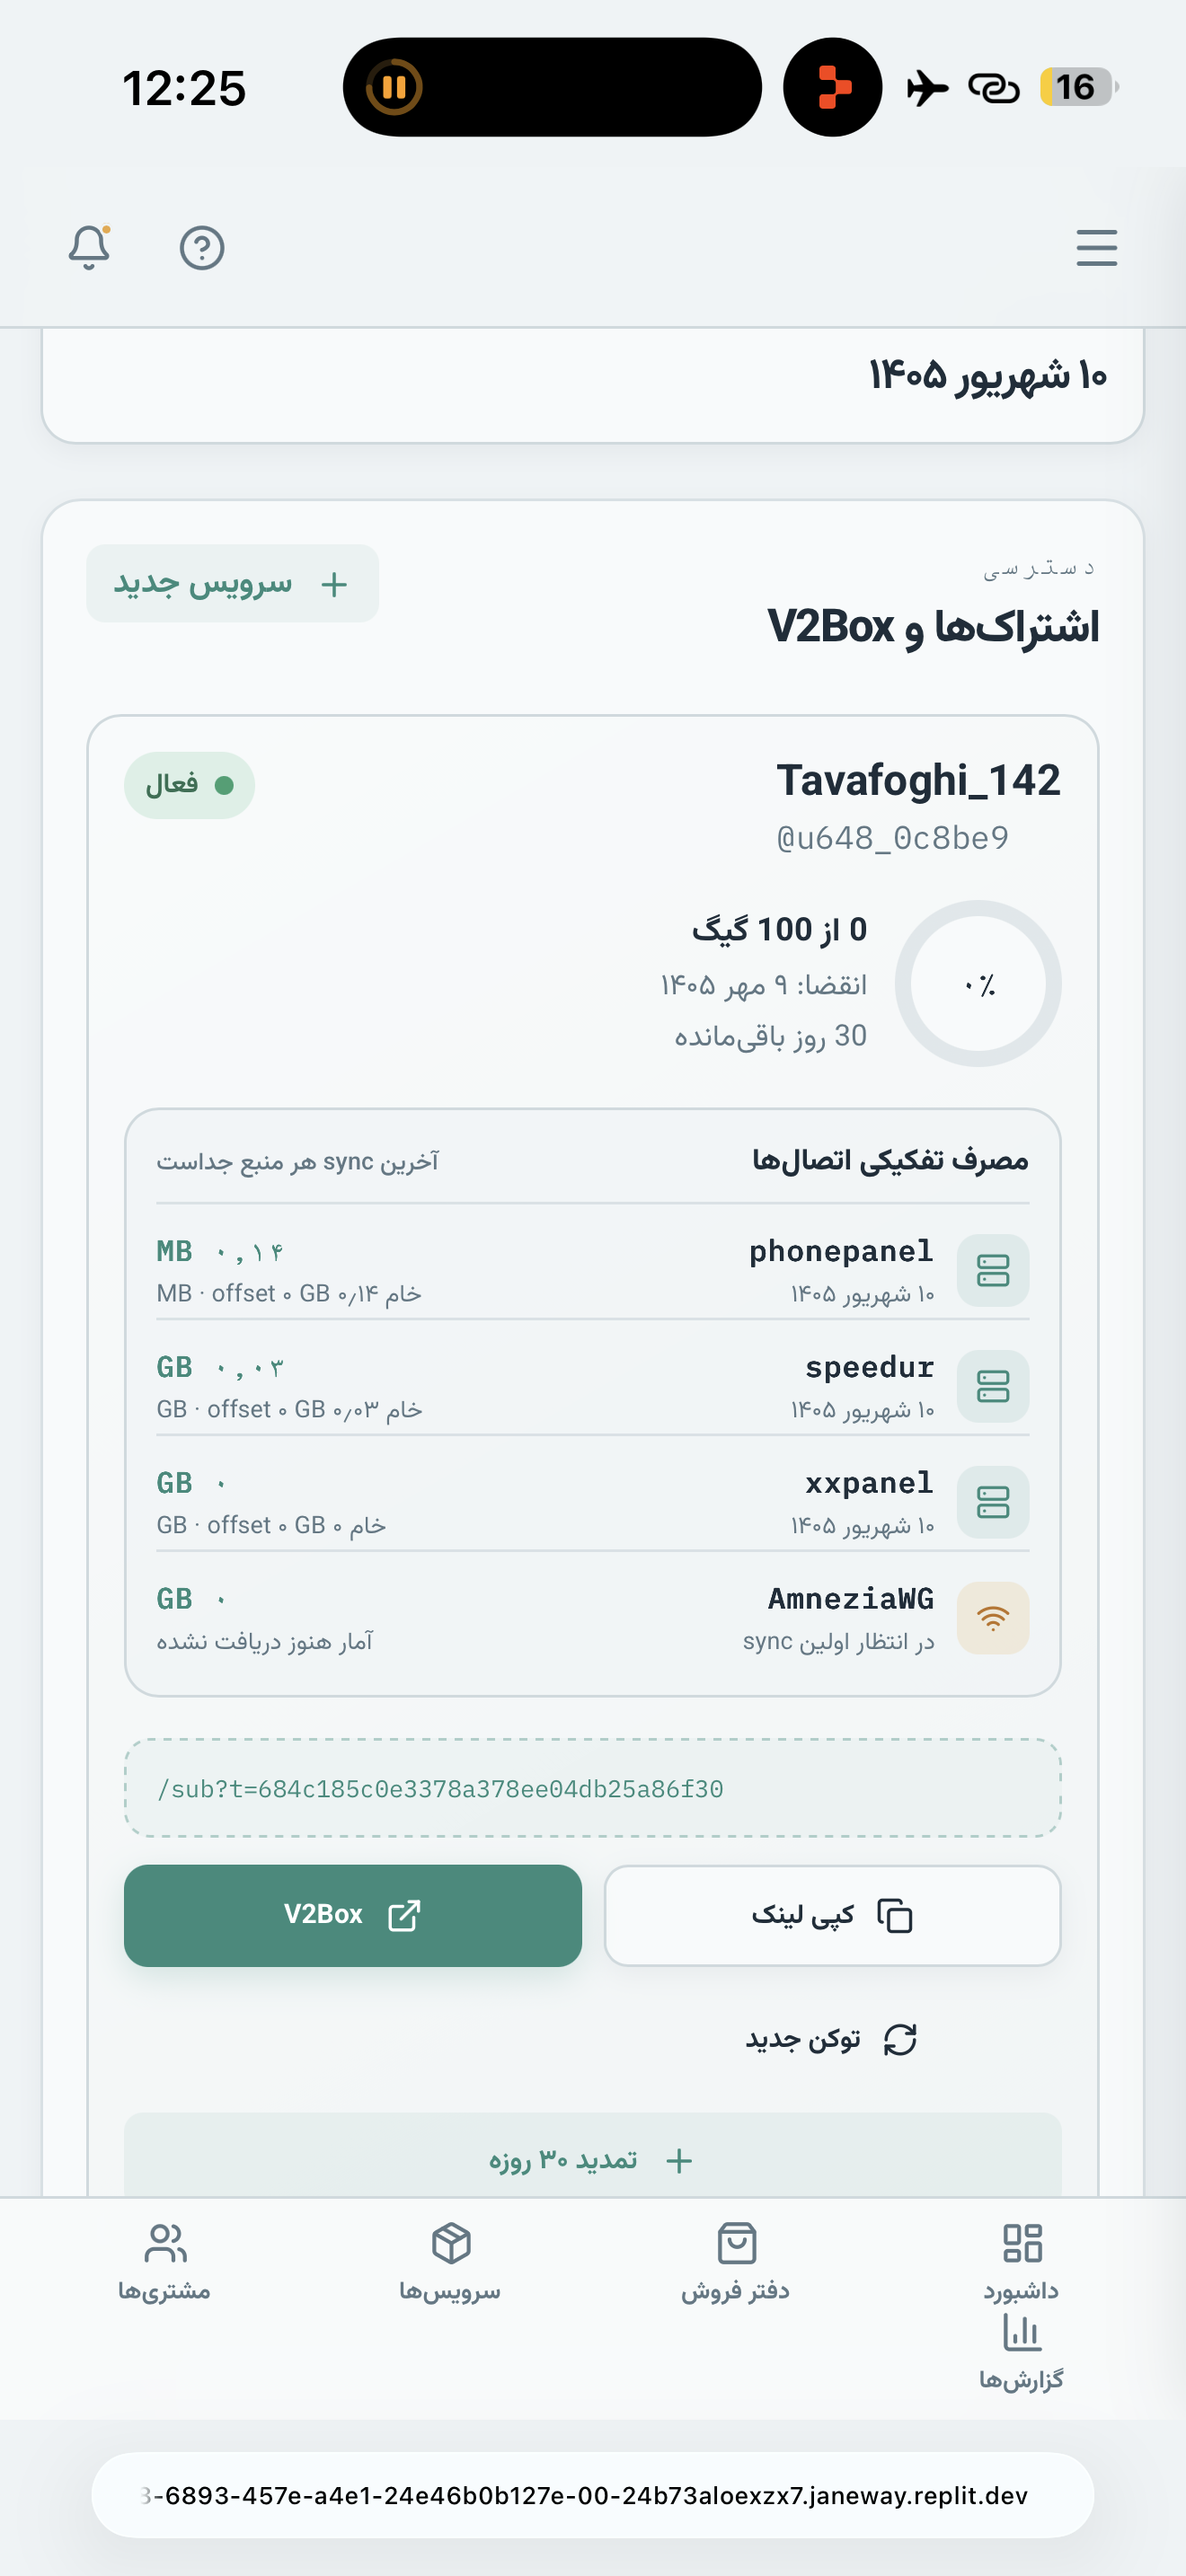 12:25
16
۱۰ شهریور ۱۴۰۵
دسترسی
اشتراک‌ها و V2Box
سرویس جدید
Tavafoghi_142
فعال
@u648_0c8be9
0 از 100 گیگ
۰٪
انقضا: ۹ مهر ۱۴۰۵
30 روز باقی‌مانده
مصرف تفکیکی اتصال‌ها
آخرین sync هر منبع جداست
phonepanel
۰,۱۴ MB
۱۰ شهریور ۱۴۰۵
خام ۰٫۱۴ MB · offset ۰ GB
speedur
۰,۰۳ GB
۱۰ شهریور ۱۴۰۵
خام ۰٫۰۳ GB · offset ۰ GB
xxpanel
۰ GB
۱۰ شهریور ۱۴۰۵
خام ۰ GB · offset ۰ GB
AmneziaWG
۰ GB
در انتظار اولین sync
آمار هنوز دریافت نشده
/sub?t=684c185c0e3378a378ee04db25a86f30
کپی لینک
V2Box
توکن جدید
تمدید ۳۰ روزه
داشبورد
دفتر فروش
سرویس‌ها
مشتری‌ها
گزارش‌ها
-6893-457e-a4e1-24e46b0b127e-00-24b73aloexzx7.janeway.replit.dev